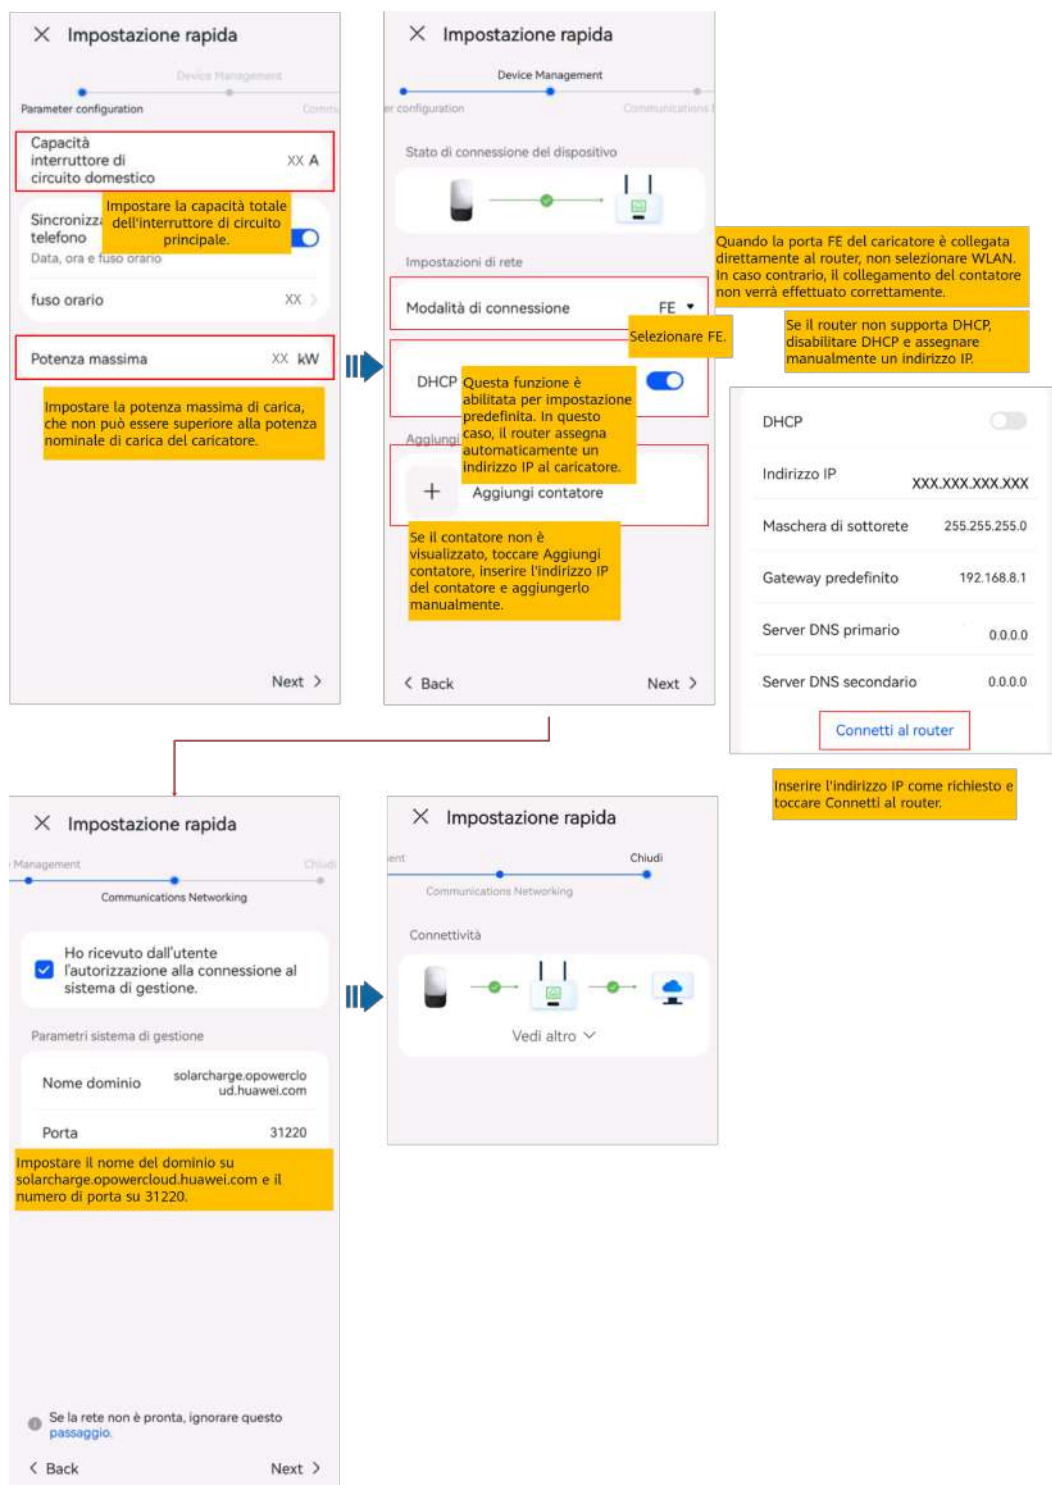 Impostazione rapida
Device Management
Parameter configuration
Capacità
interruttore di
circuito domestico
XX A
Impostare la capacità totale
dell'interruttore di circuito
principale.
telefono
Data, ora e fuso orario
fuso orario
XX
Potenza massima
XX kW
Impostare la potenza massima di carica,
che non può essere superiore alla potenza
nominale di carica del caricatore.
Next
Impostazione rapida
Device Management
er configuration
Communications
Stato di connessione del dispositivo
Impostazioni di rete
Modalità di connessione
FE
Selezionare FE.
DHCP
Questa funzione è
abilitata per impostazione
predefinita. In questo
caso, il router assegna
automaticamente un
indirizzo IP al caricatore.
Aggiungi
Aggiungi contatore
Se il contatore non è
visualizzato, toccare Aggiungi
contatore, inserire l'indirizzo IP
del contatore e aggiungerlo
manualmente.
Back
Next
Quando la porta FE del caricatore è collegata
direttamente al router, non selezionare WLAN.
In caso contrario, il collegamento del contatore
non verrà effettuato correttamente.
Se il router non supporta DHCP,
disabilitare DHCP e assegnare
manualmente un indirizzo IP.
DHCP
Indirizzo IP
XXX.XXX.XXX.XXX
Maschera di sottorete
255.255.255.0
Gateway predefinito
192.168.8.1
Server DNS primario
0.0.0.0
Server DNS secondario
0.0.0.0
Connetti al router
Inserire l'indirizzo IP come richiesto e
toccare Connetti al router.
Impostazione rapida
Management
Chiudi
Communications Networking
Ho ricevuto dall'utente
l'autorizzazione alla connessione al
sistema di gestione.
Parametri sistema di gestione
Nome dominio
solarcharge.opowerclo
ud.huawei.com
Porta
31220
Impostare il nome del dominio su
solarcharge.opowercloud.huawei.com e il
numero di porta su 31220.
Se la rete non è pronta, ignorare questo
passaggio.
Back
Next
Impostazione rapida
ent
Chiudi
Communications Networking
Connettività
Vedi altro